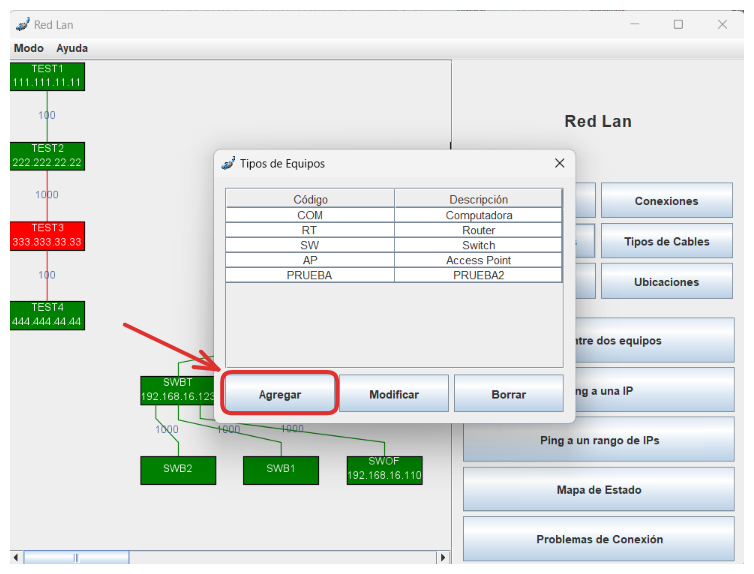 Red Lan
Modo Ayuda
TEST1
111.111.11.11
100
TEST2
222.222.22.22
1000
TEST3
333.333.33.33
100
TEST4
444.444.44.44
SWBT
192.168.16.123
1000 1000 1000
SWB2
SWB1
SWOF
192.168.16.110
Tipos de Equipos
Código Descripción
COM Computadora
RT Router
SW Switch
AP Access Point
PRUEBA PRUEBA2
Agregar Modificar Borrar
Red Lan
Conexiones
s Tipos de Cables
Ubicaciones
ntre dos equipos
ng a una IP
Ping a un rango de IPs
Mapa de Estado
Problemas de Conexión